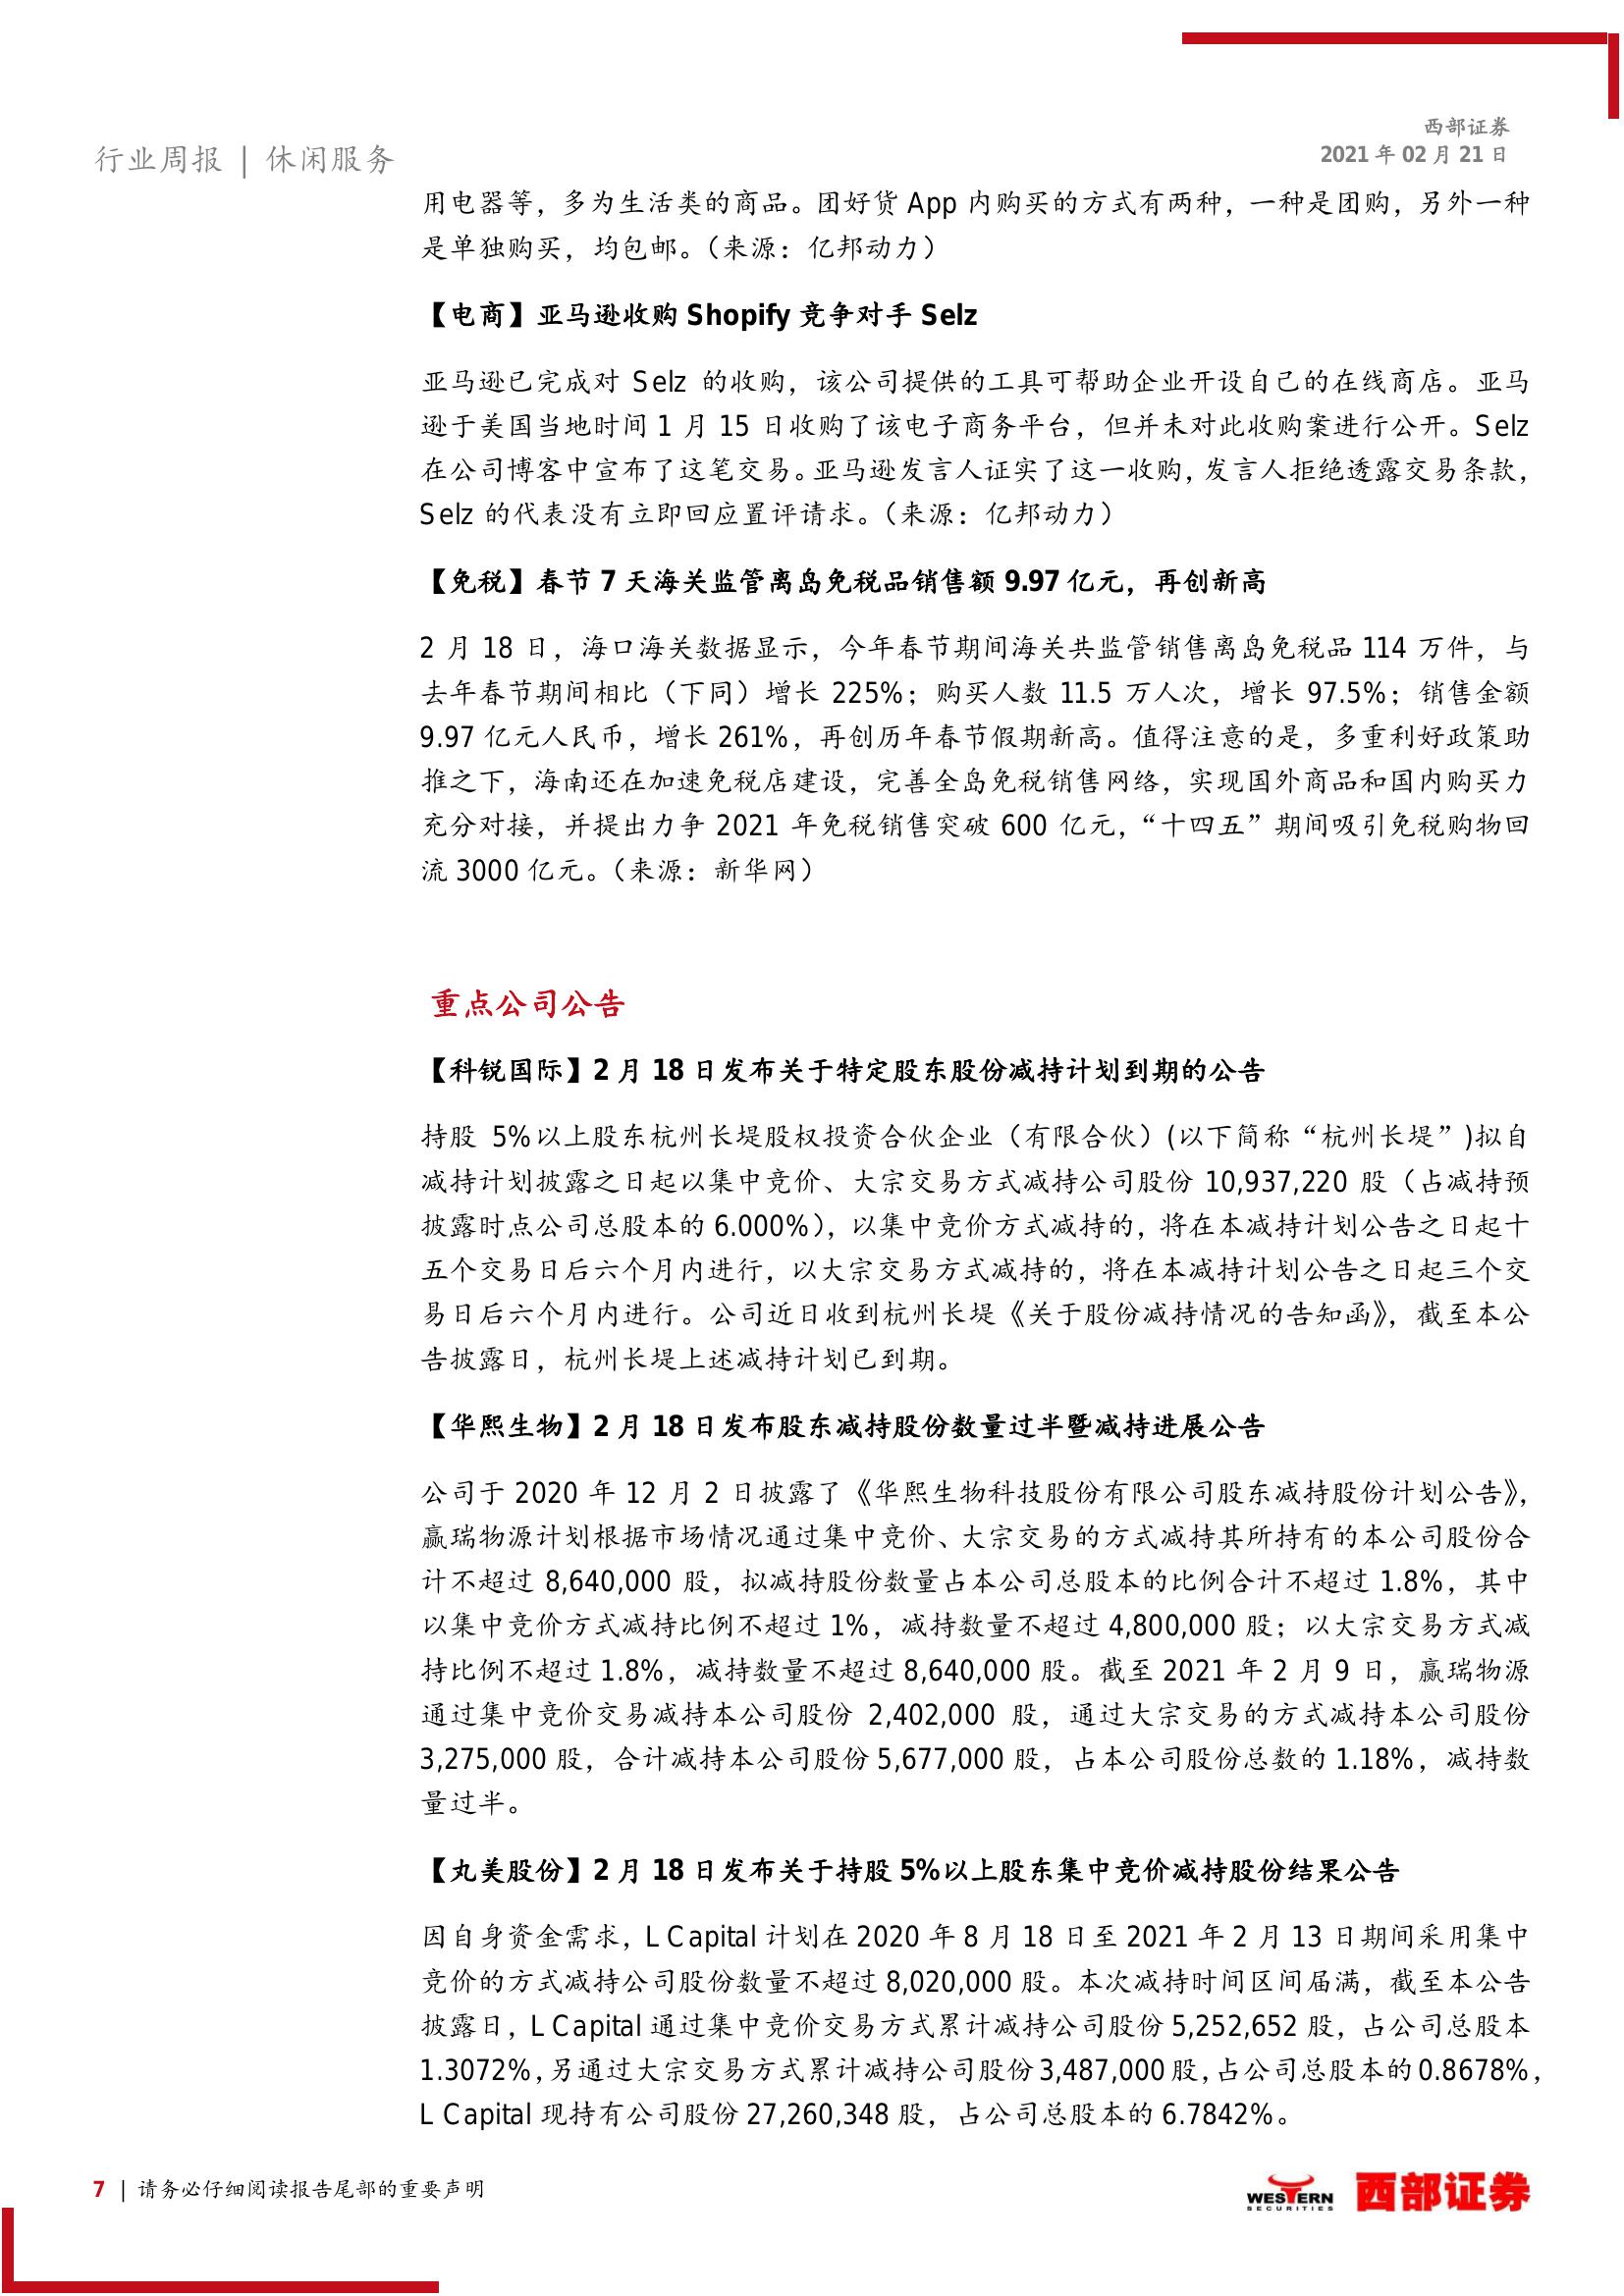 西部证券
2021 年 02 月 21 日
行业周报 | 休闲服务
用电器等，多为生活类的商品。团好货 App 内购买的方式有两种，一种是团购，另外一种
是单独购买，均包邮。（来源：亿邦动力）
【电商】亚马逊收购 Shopify 竞争对手 Selz
亚马逊已完成对 Selz 的收购，该公司提供的工具可帮助企业开设自己的在线商店。亚马
逊于美国当地时间 1 月 15 日收购了该电子商务平台，但并未对此收购案进行公开。Selz
在公司博客中宣布了这笔交易。亚马逊发言人证实了这一收购，发言人拒绝透露交易条款，
Selz 的代表没有立即回应置评请求。（来源：亿邦动力）
【免税】春节 7 天海关监管离岛免税品销售额 9.97 亿元，再创新高
2 月 18 日，海口海关数据显示，今年春节期间海关共监管销售离岛免税品 114 万件，与
去年春节期间相比（下同）增长 225%；购买人数 11.5 万人次，增长 97.5%；销售金额
9.97 亿元人民币，增长 261%，再创历年春节假期新高。值得注意的是，多重利好政策助
推之下，海南还在加速免税店建设，完善全岛免税销售网络，实现国外商品和国内购买力
充分对接，并提出力争 2021 年免税销售突破 600 亿元，“十四五”期间吸引免税购物回
流 3000 亿元。（来源：新华网）
重点公司公告
【科锐国际】2 月 18 日发布关于特定股东股份减持计划到期的公告
持股 5%以上股东杭州长堤股权投资合伙企业（有限合伙）(以下简称“杭州长堤”)拟自
减持计划披露之日起以集中竞价、大宗交易方式减持公司股份 10,937,220 股（占减持预
披露时点公司总股本的 6.000%），以集中竞价方式减持的，将在本减持计划公告之日起十
五个交易日后六个月内进行，以大宗交易方式减持的，将在本减持计划公告之日起三个交
易日后六个月内进行。公司近日收到杭州长堤《关于股份减持情况的告知函》，截至本公
告披露日，杭州长堤上述减持计划已到期。
【华熙生物】2 月 18 日发布股东减持股份数量过半暨减持进展公告
公司于 2020 年 12 月 2 日披露了《华熙生物科技股份有限公司股东减持股份计划公告》，
赢瑞物源计划根据市场情况通过集中竞价、大宗交易的方式减持其所持有的本公司股份合
计不超过 8,640,000 股，拟减持股份数量占本公司总股本的比例合计不超过 1.8%，其中
以集中竞价方式减持比例不超过 1%，减持数量不超过 4,800,000 股；以大宗交易方式减
持比例不超过 1.8%，减持数量不超过 8,640,000 股。截至 2021 年 2 月 9 日，赢瑞物源
通过集中竞价交易减持本公司股份 2,402,000 股，通过大宗交易的方式减持本公司股份
3,275,000 股，合计减持本公司股份 5,677,000 股，占本公司股份总数的 1.18%，减持数
量过半。
【丸美股份】2 月 18 日发布关于持股 5%以上股东集中竞价减持股份结果公告
因自身资金需求，L Capital 计划在 2020 年 8 月 18 日至 2021 年 2 月 13 日期间采用集中
竞价的方式减持公司股份数量不超过 8,020,000 股。本次减持时间区间届满，截至本公告
披露日，L Capital 通过集中竞价交易方式累计减持公司股份 5,252,652 股，占公司总股本
1.3072%，另通过大宗交易方式累计减持公司股份 3,487,000 股，占公司总股本的 0.8678%，
L Capital 现持有公司股份 27,260,348 股，占公司总股本的 6.7842%。
7 | 请务必仔细阅读报告尾部的重要声明
WESTERN
SECURITIES
西部证券